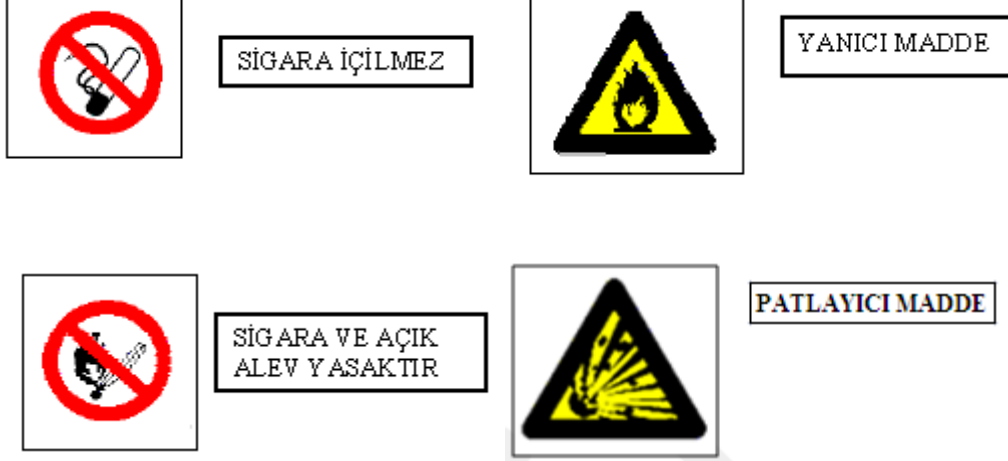 SİGARA İÇİLMEZ
YANICI MADDE
SİGARA VE AÇIK
ALEV YASAKTIR
PATLAYICI MADDE